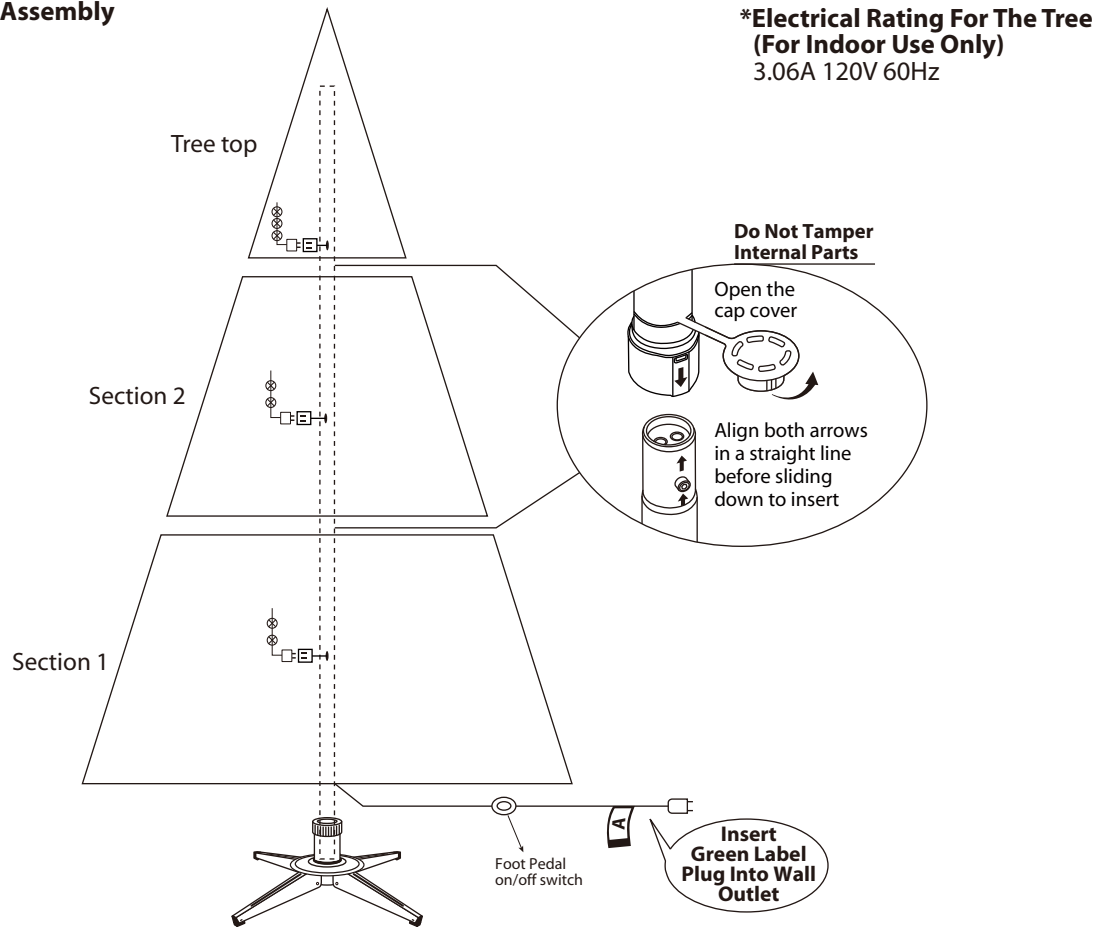 Assembly
*Electrical Rating For The Tree
(For Indoor Use Only)
3.06A 120V 60Hz
Tree top
Do Not Tamper
Internal Parts
Open the
cap cover
Section 2
Align both arrows
in a straight line
before sliding
down to insert
Section 1
A
Foot Pedal
on/off switch
Insert
Green Label
Plug Into Wall
Outlet